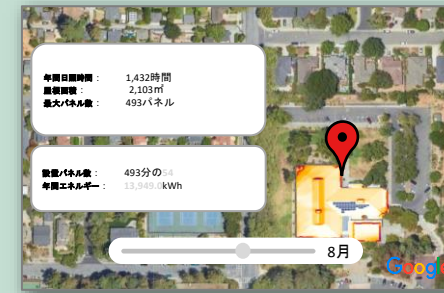 年間日照時間： 1,432時間
屋根面積： 2,103㎡
最大パネル数： 493パネル
設置パネル数： 493分の54
年間エネルギー： 13,949.0kWh
8月
Google